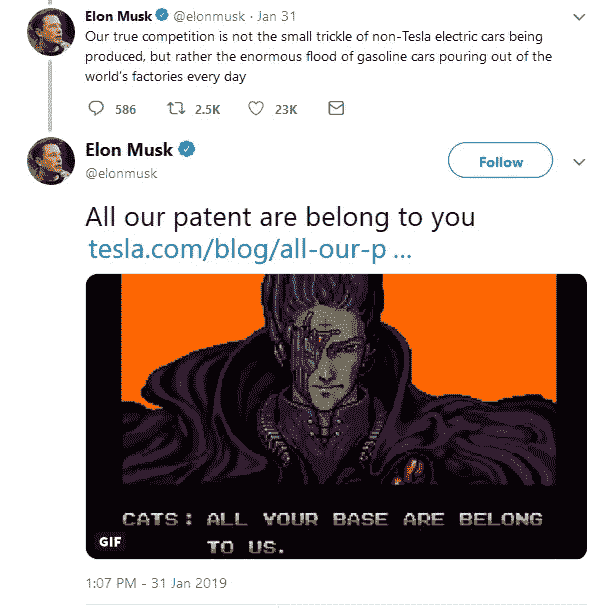 Elon Musk @elonmusk · Jan 31
Our true competition is not the small trickle of non-Tesla electric cars being
produced, but rather the enormous flood of gasoline cars pouring out of the
world's factories every day
586 2.5K 23K
Elon Musk
@elonmusk
Follow
All our patent are belong to you
tesla.com/blog/all-our-p ...
CATS: ALL YOUR BASE ARE BELONG
TO US.
GIF
1:07 PM - 31 Jan 2019